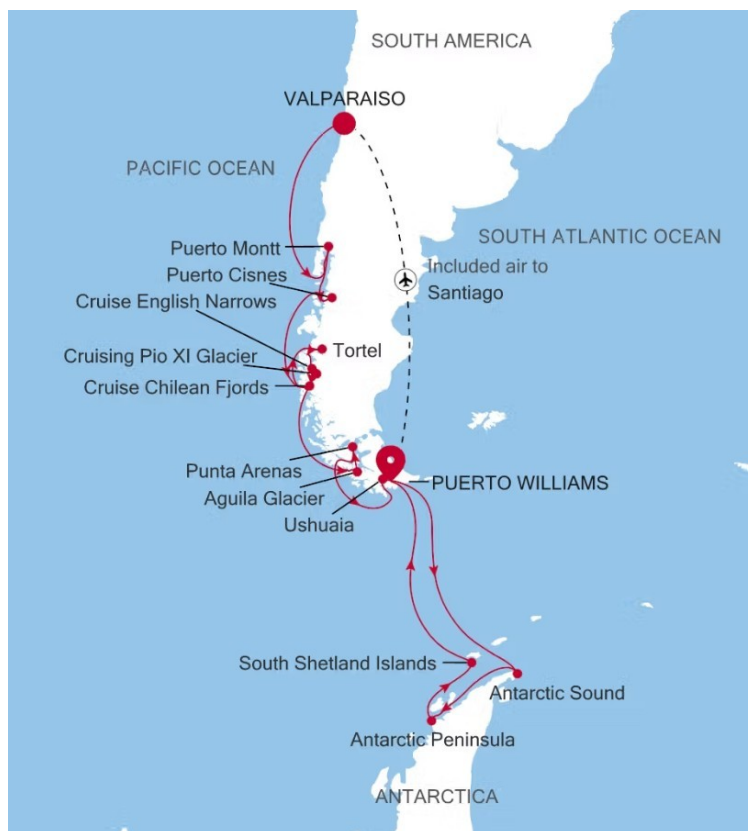 SOUTH AMERICA
VALPARAISO
PACIFIC OCEAN
SOUTH ATLANTIC OCEAN
Puerto Montt
Included air to
Santiago
Puerto Cisnes
Cruise English Narrows
Tortel
Cruising Pio XI Glacier
Cruise Chilean Fjords
Punta Arenas
PUERTO WILLIAMS
Aguila Glacier
Ushuaia
South Shetland Islands
Antarctic Sound
Antarctic Peninsula
ANTARCTICA